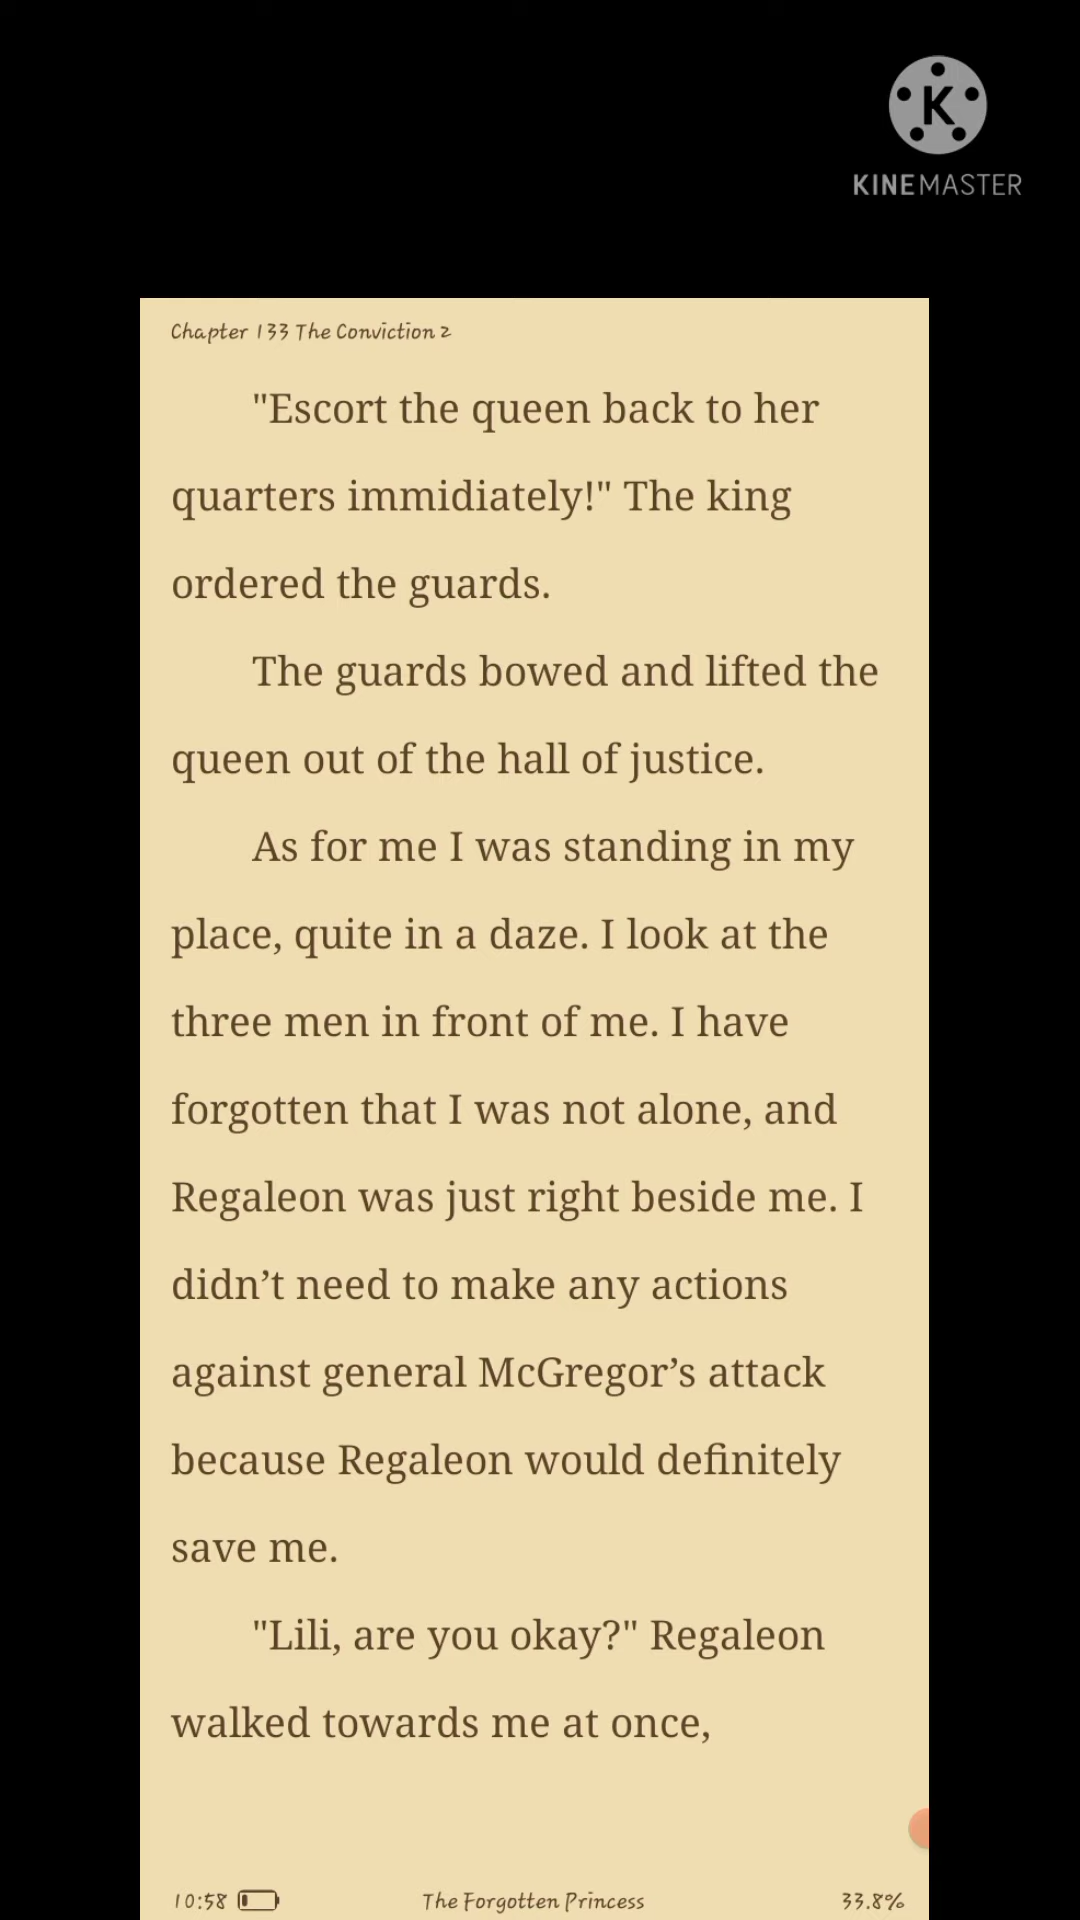 K
KINEMASTER
Chapter 133 The Conviction 2
"Escort the queen back to her
quarters immidiately!" The king
ordered the guards.
The guards bowed and lifted the
queen out of the hall of justice.
As for me I was standing in my
place, quite in a daze. I look at the
three men in front of me. I have
forgotten that I was not alone, and
Regaleon was just right beside me. I
didn’t need to make any actions
against general McGregor’s attack
because Regaleon would definitely
save me.
"Lili, are you okay?" Regaleon
walked towards me at once,
10:58 The Forgotten Princess 33.8%